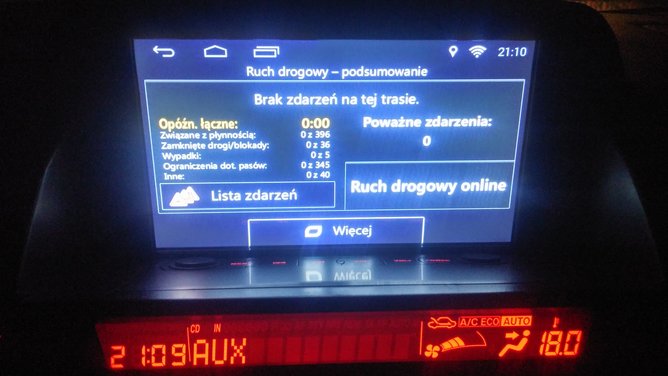 21:10
Ruch drogowy – podsumowanie
Brak zdarzeń na tej trasie.
Opóźn. łączne: 0:00
Związane z płynnością: 0 z 396
Zamknięte drogi/blokady: 0 z 36
Wypadki: 0 z 5
Ograniczenia dot. pasów: 0 z 345
Inne: 0 z 40
Poważne zdarzenia:
0
Lista zdarzeń
Ruch drogowy online
Więcej
CD IN
A/C ECO AUTO
21:09 AUX
18.0